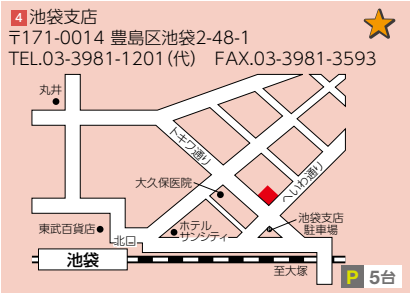 4 池袋支店
〒171-0014 豊島区池袋2-48-1
TEL.03-3981-1201（代） FAX.03-3981-3593
丸井
トキワ通り
大久保医院
へいわ通り
東武百貨店
北口
ホテル
サンシティ
池袋支店
駐車場
池袋
至大塚
P 5台